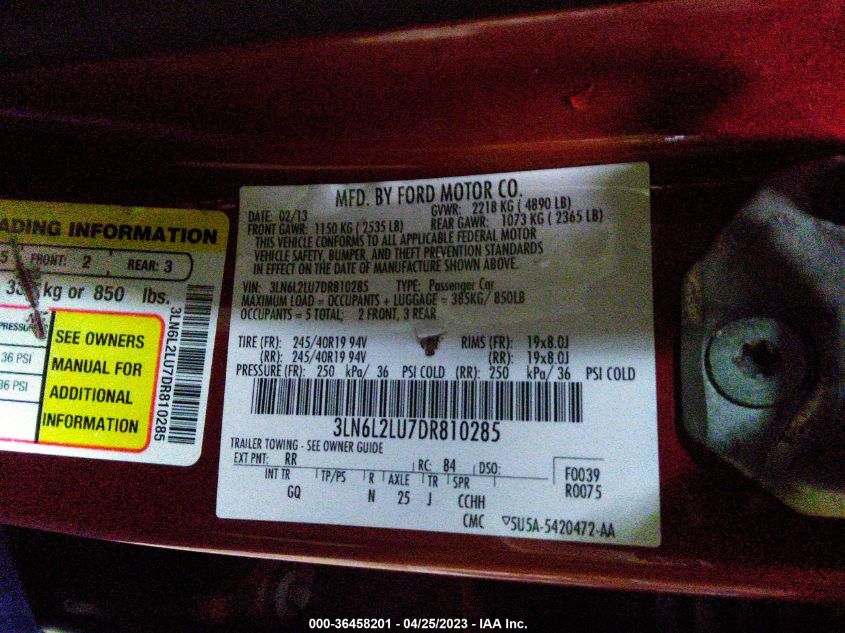 ADING INFORMATION
5 FRONT: 2 REAR: 3
kg or 850 lbs.
PRESSU
36 PSI
36 PSI
SEE OWNERS
MANUAL FOR
ADDITIONAL
INFORMATION
3LN6L2LU7DR810285
MFD. BY FORD MOTOR CO.
DATE: 02/13 GVWR: 2218 KG ( 4890 LB)
FRONT GAWR: 1150 KG ( 2535 LB) REAR GAWR: 1073 KG ( 2365 LB)
THIS VEHICLE CONFORMS TO ALL APPLICABLE FEDERAL MOTOR
VEHICLE SAFETY, BUMPER, AND THEFT PREVENTION STANDARDS
IN EFFECT ON THE DATE OF MANUFACTURE SHOWN ABOVE.
VIN: 3LN6L2LU7DR810285 TYPE: Passenger Car
MAXIMUM LOAD = OCCUPANTS + LUGGAGE = 385KG/ 850LB
OCCUPANTS = 5 TOTAL; 2 FRONT, 3 REAR
TIRE (FR): 245/40R19 94V RIMS (FR): 19x8.0J
(RR): 245/40R19 94V (RR): 19x8.0J
PRESSURE (FR): 250 kPa/ 36 PSI COLD (RR): 250 kPa/ 36 PSI COLD
3LN6L2LU7DR810285
TRAILER TOWING - SEE OWNER GUIDE
EXT PNT: RR RC: 84 DSO: F0039
INT TR TP/PS R AXLE TR SPR R0075
GQ N 25 J CCHH
CMC ▽5U5A-5420472-AA
000-36458201 - 04/25/2023 - IAA Inc.